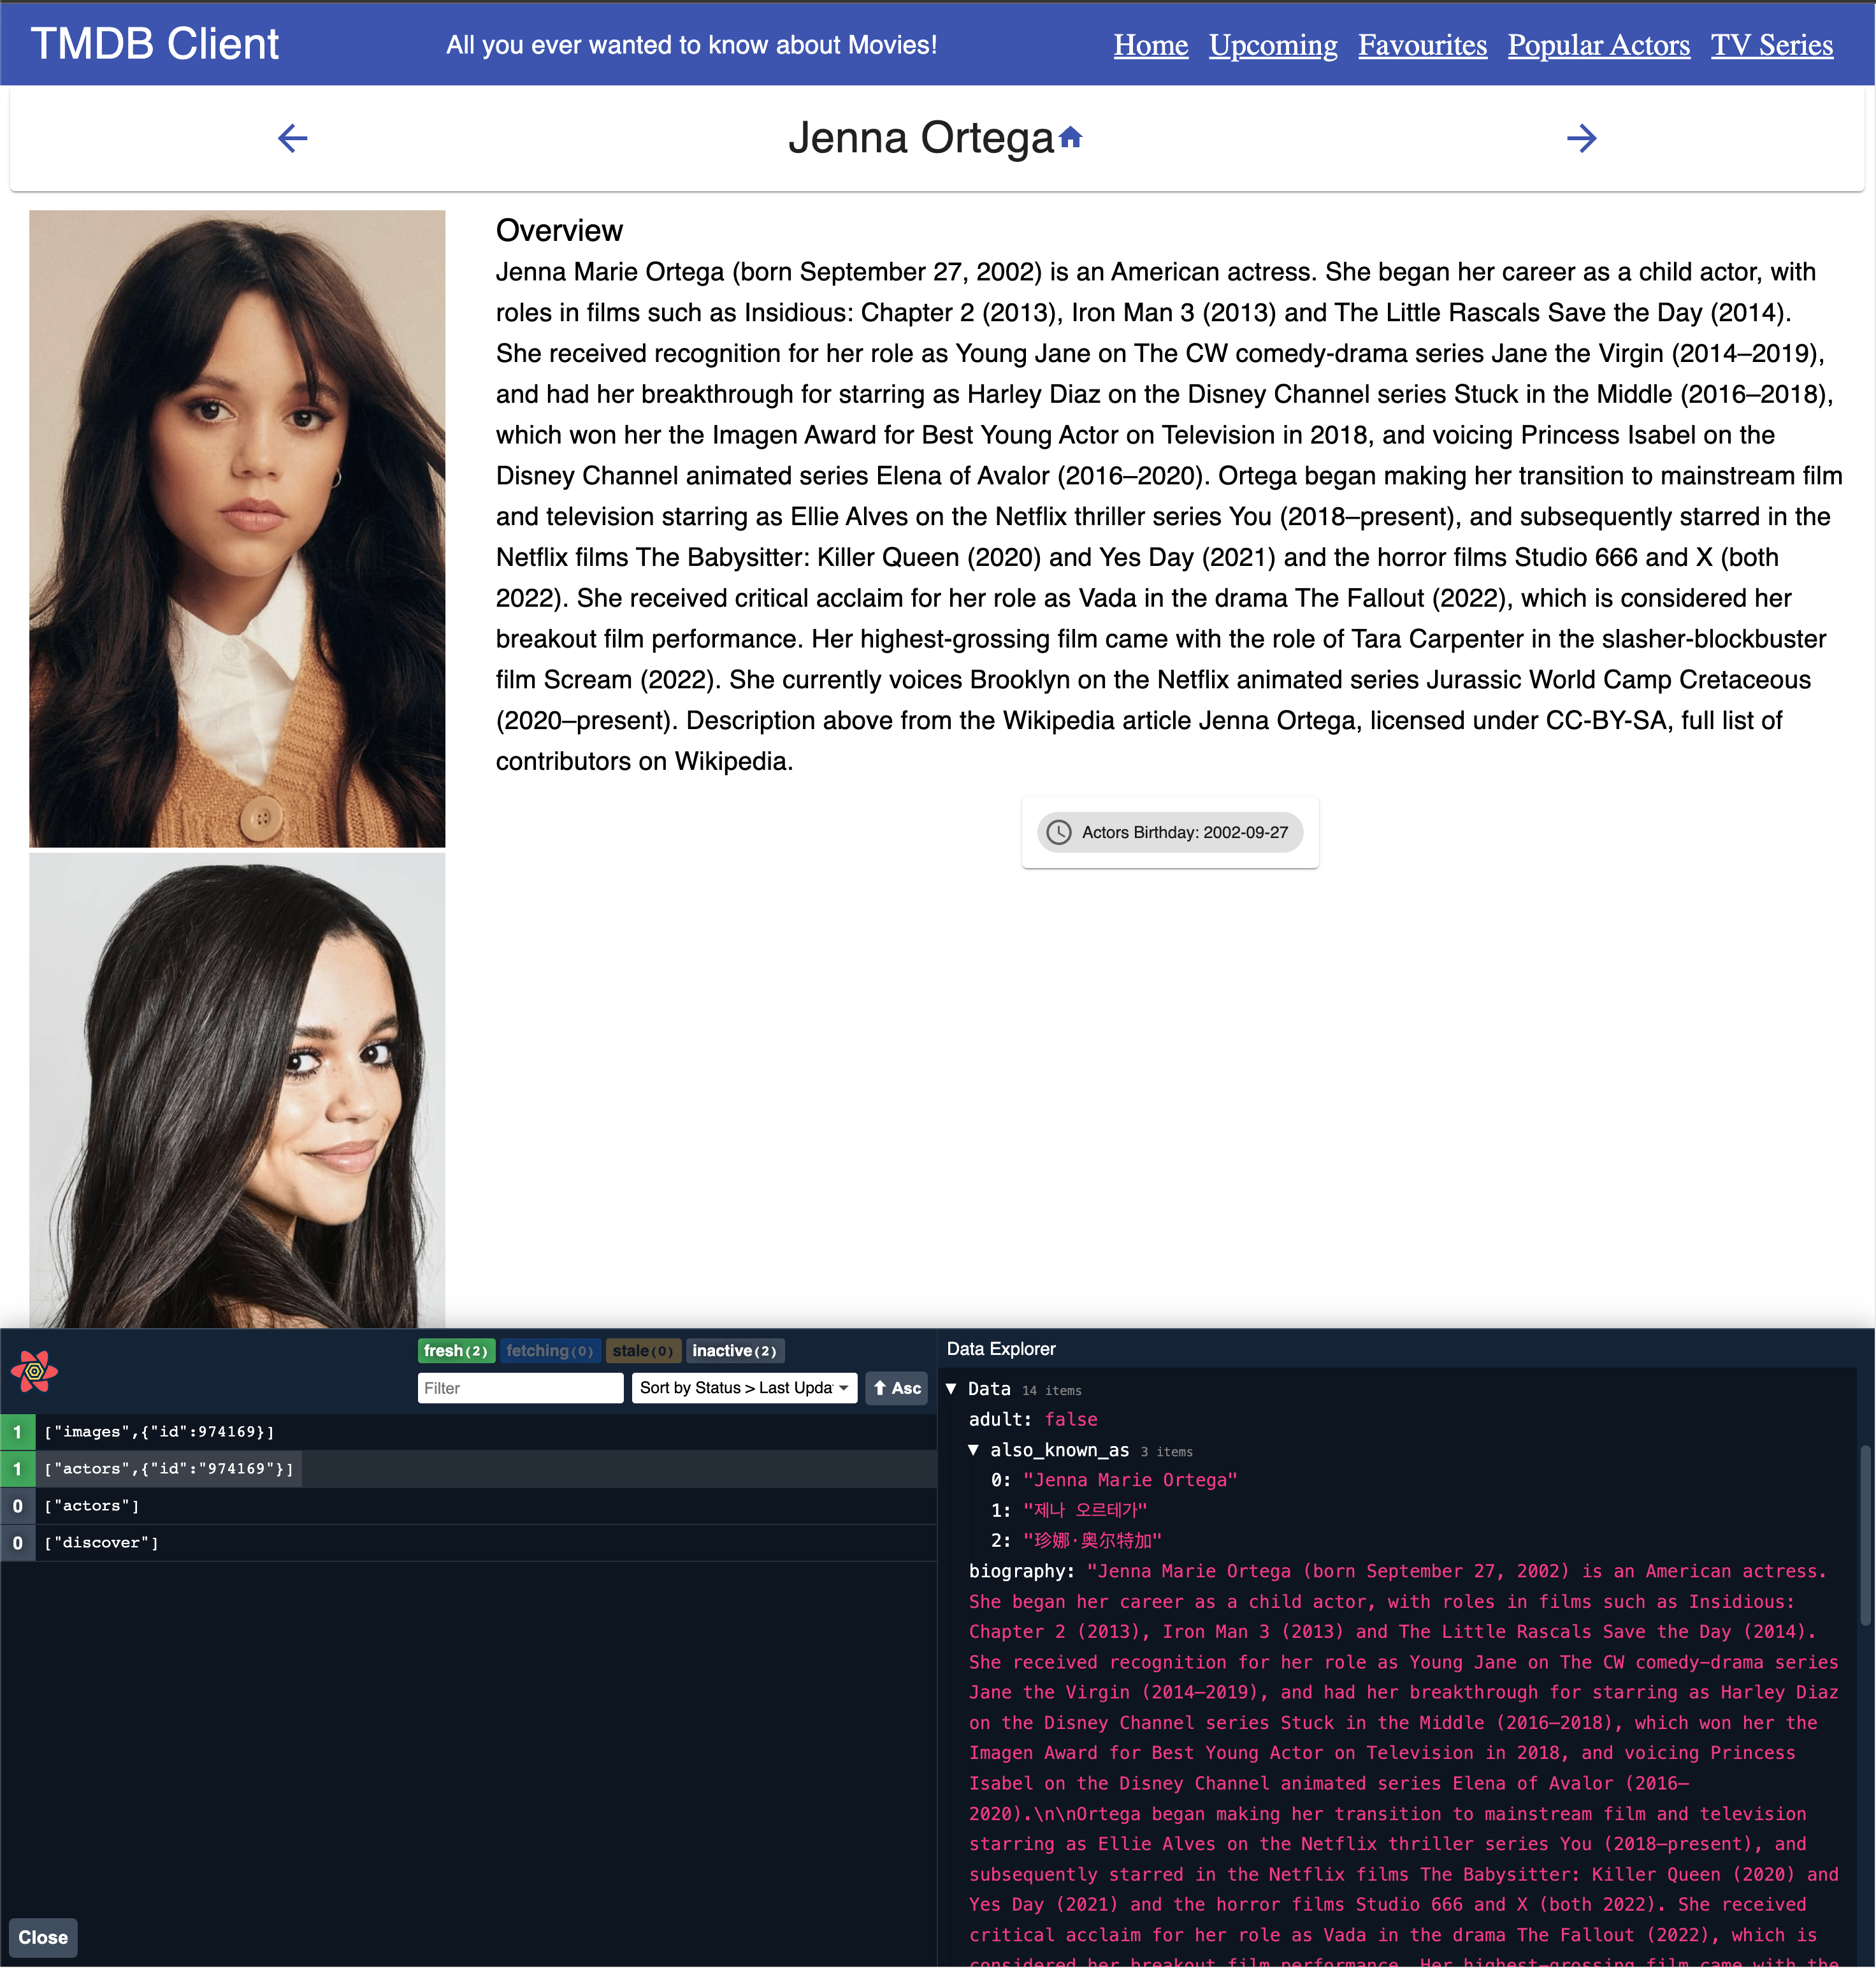 TMDB Client
All you ever wanted to know about Movies!
Home Upcoming Favourites Popular Actors TV Series
Jenna Ortega
Overview
Jenna Marie Ortega (born September 27, 2002) is an American actress. She began her career as a child actor, with
roles in films such as Insidious: Chapter 2 (2013), Iron Man 3 (2013) and The Little Rascals Save the Day (2014).
She received recognition for her role as Young Jane on The CW comedy-drama series Jane the Virgin (2014–2019),
and had her breakthrough for starring as Harley Diaz on the Disney Channel series Stuck in the Middle (2016–2018),
which won her the Imagen Award for Best Young Actor on Television in 2018, and voicing Princess Isabel on the
Disney Channel animated series Elena of Avalor (2016–2020). Ortega began making her transition to mainstream film
and television starring as Ellie Alves on the Netflix thriller series You (2018–present), and subsequently starred in the
Netflix films The Babysitter: Killer Queen (2020) and Yes Day (2021) and the horror films Studio 666 and X (both
2022). She received critical acclaim for her role as Vada in the drama The Fallout (2022), which is considered her
breakout film performance. Her highest-grossing film came with the role of Tara Carpenter in the slasher-blockbuster
film Scream (2022). She currently voices Brooklyn on the Netflix animated series Jurassic World Camp Cretaceous
(2020–present). Description above from the Wikipedia article Jenna Ortega, licensed under CC-BY-SA, full list of
contributors on Wikipedia.
Actors Birthday: 2002-09-27
fresh (2) fetching (0) stale (0) inactive (2)
Filter
Sort by Status > Last Upda
Asc
1 ["images",{"id":974169}]
1 ["actors",{"id":"974169"}]
0 ["actors"]
0 ["discover"]
Close
Data Explorer
Data 14 items
adult: false
also_known_as 3 items
0: "Jenna Marie Ortega"
1: "제나 오르테가"
2: "珍娜·奥尔特加"
biography: "Jenna Marie Ortega (born September 27, 2002) is an American actress.
She began her career as a child actor, with roles in films such as Insidious:
Chapter 2 (2013), Iron Man 3 (2013) and The Little Rascals Save the Day (2014).
She received recognition for her role as Young Jane on The CW comedy-drama series
Jane the Virgin (2014–2019), and had her breakthrough for starring as Harley Diaz
on the Disney Channel series Stuck in the Middle (2016–2018), which won her the
Imagen Award for Best Young Actor on Television in 2018, and voicing Princess
Isabel on the Disney Channel animated series Elena of Avalor (2016–
2020).\n\nOrtega began making her transition to mainstream film and television
starring as Ellie Alves on the Netflix thriller series You (2018–present), and
subsequently starred in the Netflix films The Babysitter: Killer Queen (2020) and
Yes Day (2021) and the horror films Studio 666 and X (both 2022). She received
critical acclaim for her role as Vada in the drama The Fallout (2022), which is
considered her breakout film performance. Her highest-grossing film came with the